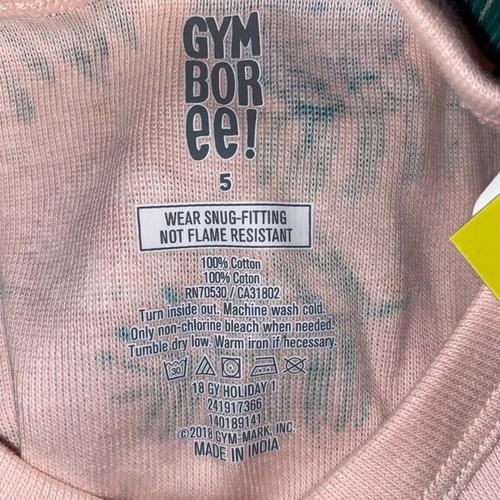 GYM
BOR
ee!
5
WEAR SNUG-FITTING
NOT FLAME RESISTANT
100% Cotton
100% Coton
RN70530 / CA31802
Turn inside out. Machine wash cold.
Only non-chlorine bleach when needed.
Tumble dry low. Warm iron if necessary.
30
18 GY HOLIDAY 1
241917366
140189141
©2018 GYM-MARK, INC.
MADE IN INDIA